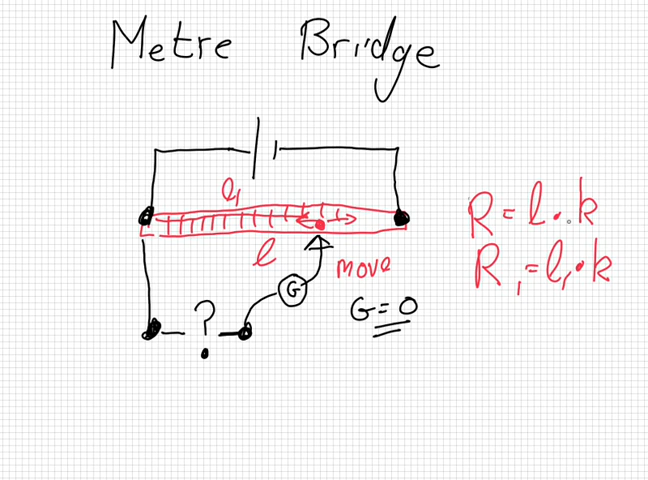 Metre Bridge
l₁
R = l · k
l
move
R₁ = l₁ · k
G
G = 0
?